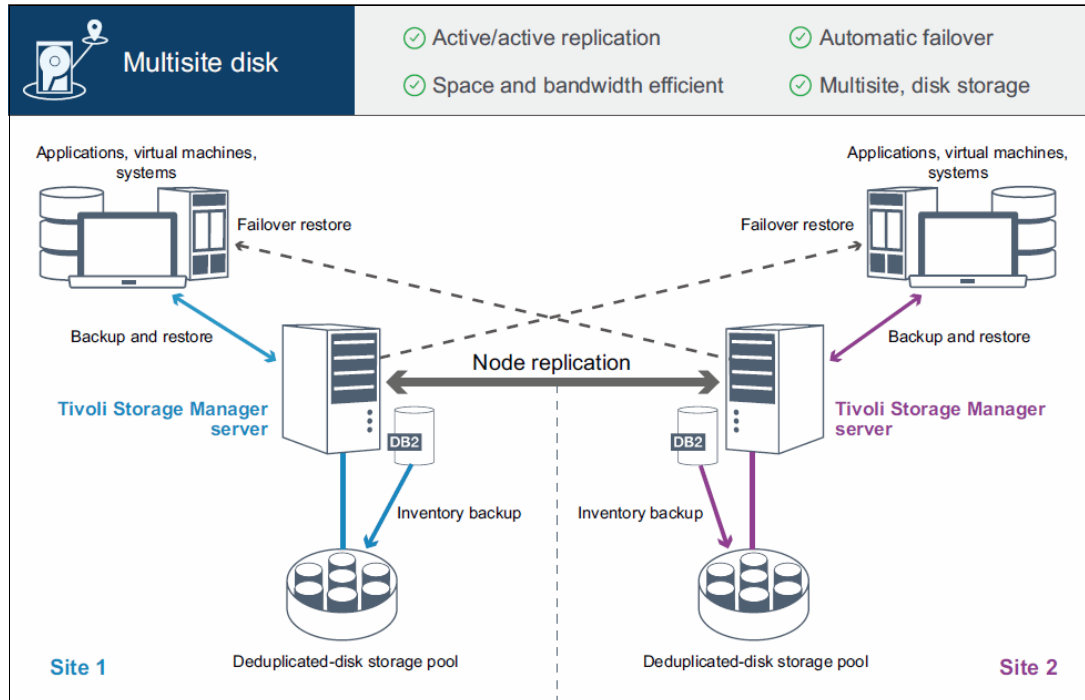 Multisite disk
Active/active replication
Automatic failover
Space and bandwidth efficient
Multisite, disk storage
Applications, virtual machines,
systems
Applications, virtual machines,
systems
Failover restore
Failover restore
Backup and restore
Backup and restore
Node replication
Tivoli Storage Manager
server
Tivoli Storage Manager
server
DB2
DB2
Inventory backup
Inventory backup
Deduplicated-disk storage pool
Deduplicated-disk storage pool
Site 1
Site 2